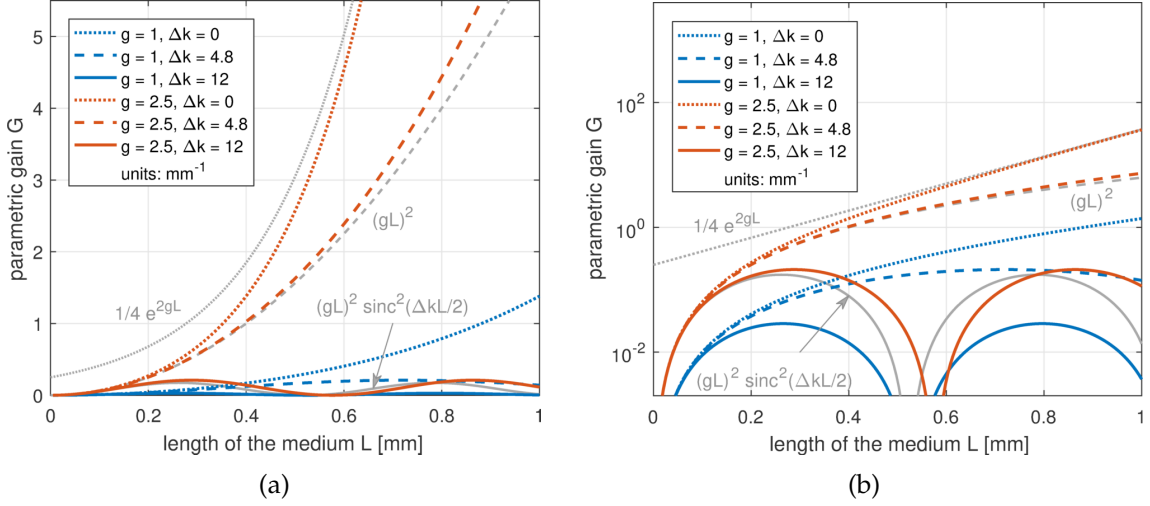 g = 1, Δk = 0
g = 1, Δk = 4.8
g = 1, Δk = 12
g = 2.5, Δk = 0
g = 2.5, Δk = 4.8
g = 2.5, Δk = 12
units: mm⁻¹
parametric gain G
5
4
3
2
1
0
(gL)²
(gL)² sinc²(ΔkL/2)
1/4 e²ᵍᴸ
0 0.2 0.4 0.6 0.8 1
length of the medium L [mm]
(a)
g = 1, Δk = 0
g = 1, Δk = 4.8
g = 1, Δk = 12
g = 2.5, Δk = 0
g = 2.5, Δk = 4.8
g = 2.5, Δk = 12
units: mm⁻¹
parametric gain G
10²
10⁰
10⁻²
1/4 e²ᵍᴸ
(gL)²
(gL)² sinc²(ΔkL/2)
0 0.2 0.4 0.6 0.8 1
length of the medium L [mm]
(b)